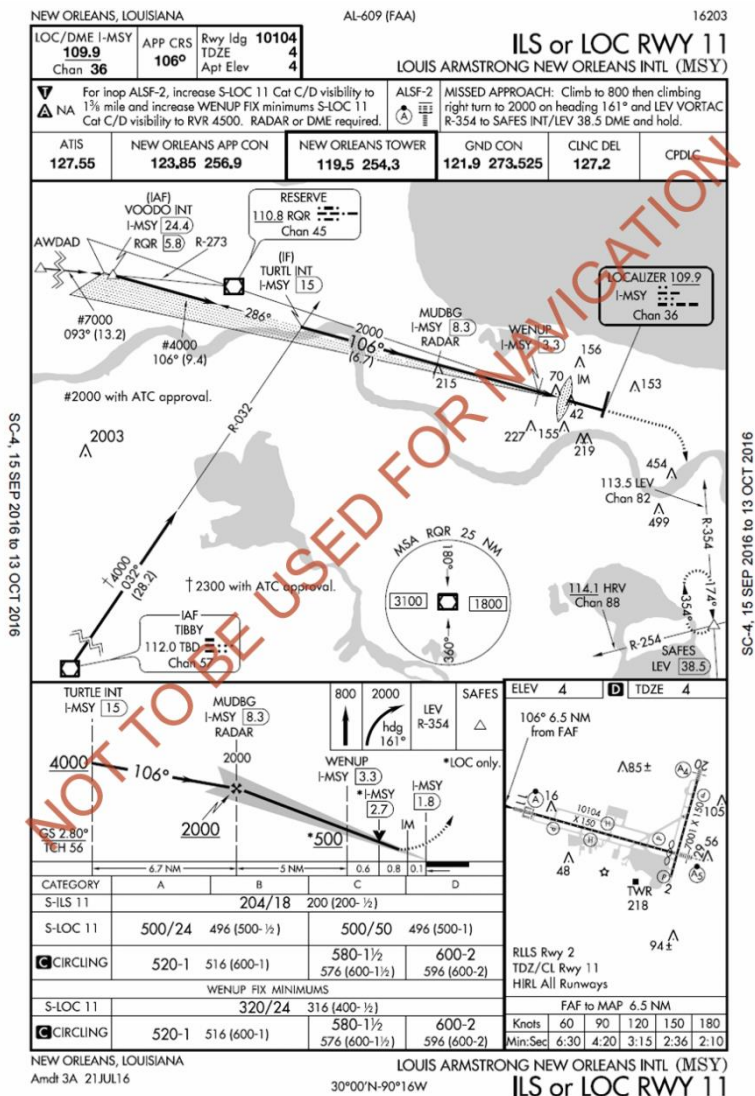 NEW ORLEANS, LOUISIANA
AL-609 (FAA)
16203
LOC/DME I-MSY
109.9
Chan 36
APP CRS
106°
Rwy ldg 10104
TDZE 4
Apt Elev 4
ILS or LOC RWY 11
LOUIS ARMSTRONG NEW ORLEANS INTL (MSY)
T
A NA
For inop ALSF-2, increase S-LOC 11 Cat C/D visibility to
1⅜ mile and increase WENUP FIX minimums S-LOC 11
Cat C/D visibility to RVR 4500. RADAR or DME required.
ALSF-2
A
MISSED APPROACH: Climb to 800 then climbing
right turn to 2000 on heading 161° and LEV VORTAC
R-354 to SAFES INT/LEV 38.5 DME and hold.
ATIS
127.55
NEW ORLEANS APP CON
123.85 256.9
NEW ORLEANS TOWER
119.5 254.3
GND CON
121.9 273.525
CLNC DEL
127.2
CPDLC
(IAF)
VOODO INT
I-MSY 24.4
RQR 5.8
R-273
AWDAD
RESERVE
110.8 RQR
Chan 45
(IF)
TURTL INT
I-MSY 15
LOCALIZER 109.9
I-MSY
Chan 36
#7000
093° (13.2)
#4000
106° (9.4)
286°
2000
106°
(6.7)
MUDBG
I-MSY 8.3
RADAR
WENUP
I-MSY 3.3
215
156
70
IM
42
153
227
155
219
#2000 with ATC approval.
2003
R-032
454
113.5 LEV
Chan 82
499
R-354
†4000
032°
(28.2)
†2300 with ATC approval.
MSA RQR 25 NM
180°
3100
1800
360°
114.1 HRV
Chan 88
354°
174°
R-254
SAFES
LEV 38.5
IAF
TIBBY
112.0 TBD
Chan 57
NOT TO BE USED FOR NAVIGATION
SC-4, 15 SEP 2016 to 13 OCT 2016
SC-4, 15 SEP 2016 to 13 OCT 2016
TURTLE INT
I-MSY 15
MUDBG
I-MSY 8.3
RADAR
2000
800
2000
hdg
161°
LEV
R-354
SAFES
4000
106°
2000
WENUP
I-MSY 3.3
*LOC only.
*I-MSY
2.7
I-MSY
1.8
IM
*500
GS 2.80°
TCH 56
6.7 NM
5 NM
0.6
0.8
0.1
ELEV 4
D
TDZE 4
106° 6.5 NM
from FAF
85±
16
10104 X 150
7001 X 150
105
56
48
TWR
218
94±
11
29
2
20
RLLS Rwy 2
TDZ/CL Rwy 11
HIRL All Runways
FAF to MAP 6.5 NM
Knots 60 90 120 150 180
Min:Sec 6:30 4:20 3:15 2:36 2:10
CATEGORY A B C D
S-ILS 11 204/18 200 (200-½)
S-LOC 11 500/24 496 (500-½) 500/50 496 (500-1)
C CIRCLING 520-1 516 (600-1) 580-1½ 576 (600-1½) 600-2 596 (600-2)
WENUP FIX MINIMUMS
S-LOC 11 320/24 316 (400-½)
C CIRCLING 520-1 516 (600-1) 580-1½ 576 (600-1½) 600-2 596 (600-2)
NEW ORLEANS, LOUISIANA
Amdt 3A 21JUL16
30°00'N-90°16W
LOUIS ARMSTRONG NEW ORLEANS INTL (MSY)
ILS or LOC RWY 11